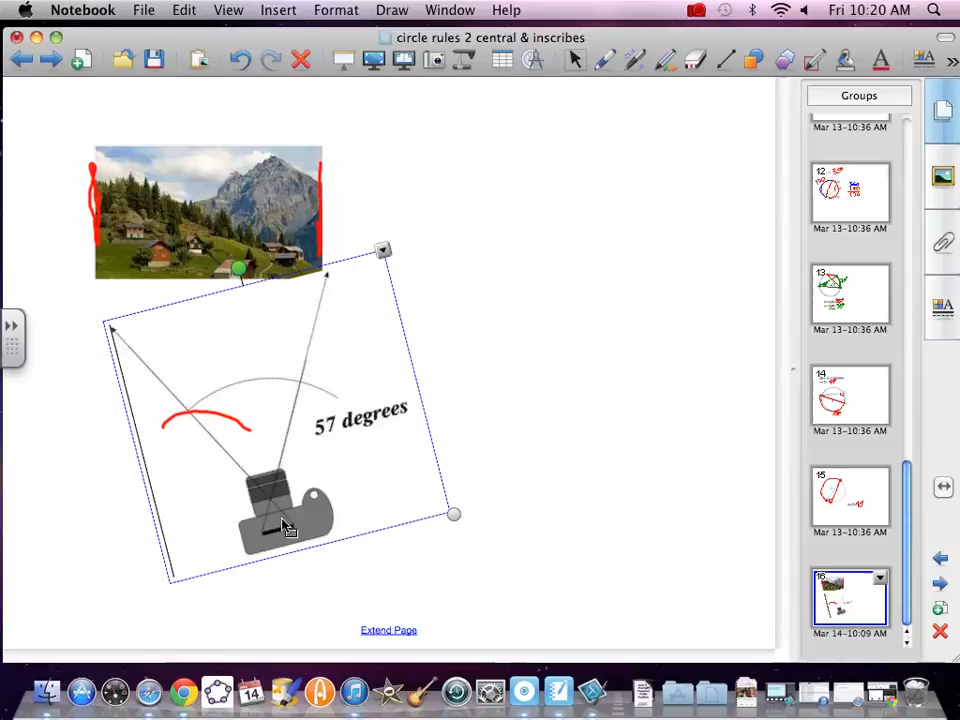 Notebook File Edit View Insert Format Draw Window Help Fri 10:20 AM
circle rules 2 central & inscribes
Groups
Mar 13-10:36 AM
12
Mar 13-10:36 AM
13
Mar 13-10:36 AM
14
Mar 13-10:36 AM
15
Mar 13-10:36 AM
16
Mar 14-10:09 AM
57 degrees
Extend Page